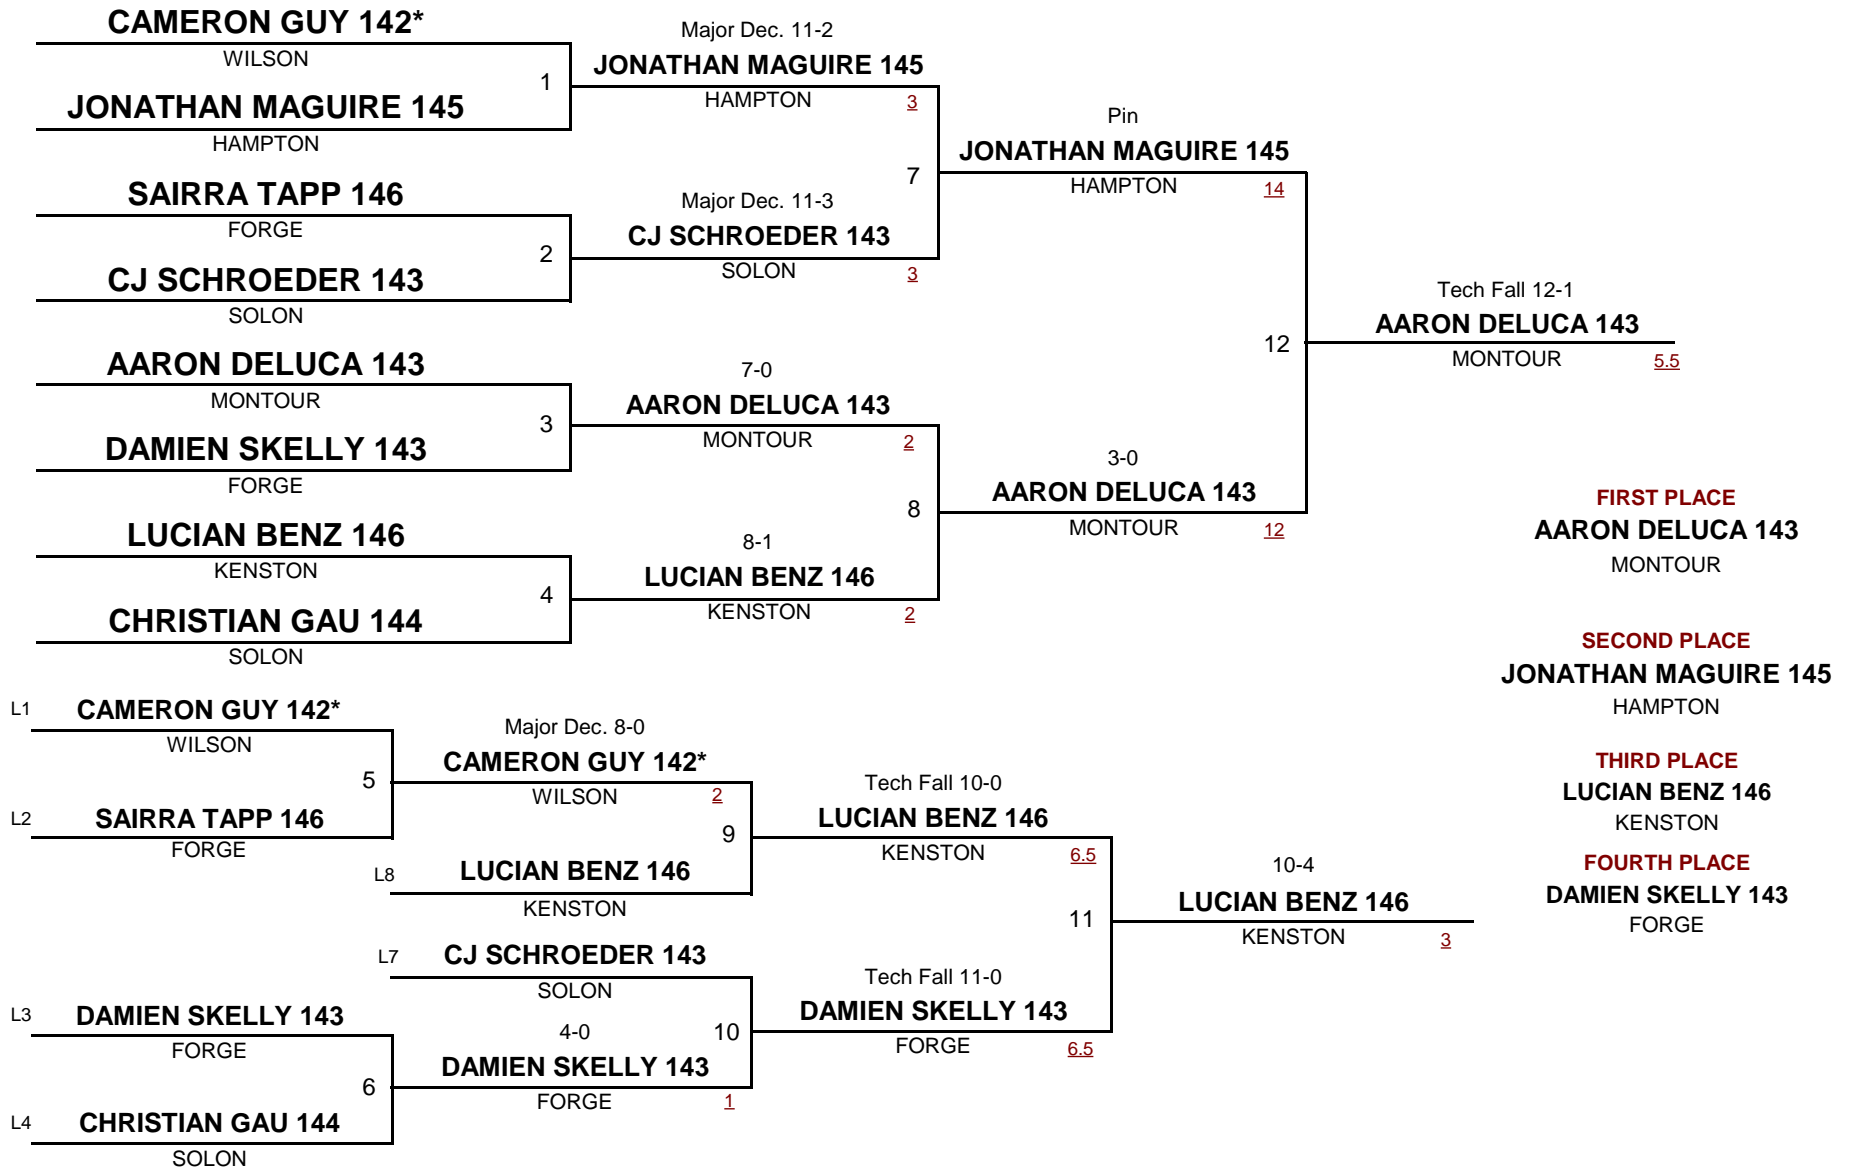 CAMERON GUY 142*
WILSON
1
JONATHAN MAGUIRE 145
HAMPTON
SAIRRA TAPP 146
FORGE
2
CJ SCHROEDER 143
SOLON
AARON DELUCA 143
MONTOUR
3
DAMIEN SKELLY 143
FORGE
LUCIAN BENZ 146
KENSTON
4
CHRISTIAN GAU 144
SOLON
Major Dec. 11-2
JONATHAN MAGUIRE 145
HAMPTON 3
7
Major Dec. 11-3
CJ SCHROEDER 143
SOLON 3
7-0
AARON DELUCA 143
MONTOUR 2
8
8-1
LUCIAN BENZ 146
KENSTON 2
Pin
JONATHAN MAGUIRE 145
HAMPTON 14
12
3-0
AARON DELUCA 143
MONTOUR 12
Tech Fall 12-1
AARON DELUCA 143
MONTOUR 5.5
FIRST PLACE
AARON DELUCA 143
MONTOUR
SECOND PLACE
JONATHAN MAGUIRE 145
HAMPTON
THIRD PLACE
LUCIAN BENZ 146
KENSTON
FOURTH PLACE
DAMIEN SKELLY 143
FORGE
L1 CAMERON GUY 142*
WILSON
5
L2 SAIRRA TAPP 146
FORGE
L3 DAMIEN SKELLY 143
FORGE
6
L4 CHRISTIAN GAU 144
SOLON
Major Dec. 8-0
CAMERON GUY 142*
WILSON 2
9
L8 LUCIAN BENZ 146
KENSTON
L7 CJ SCHROEDER 143
SOLON
10
4-0
DAMIEN SKELLY 143
FORGE 1
Tech Fall 10-0
LUCIAN BENZ 146
KENSTON 6.5
11
Tech Fall 11-0
DAMIEN SKELLY 143
FORGE 6.5
10-4
LUCIAN BENZ 146
KENSTON 3